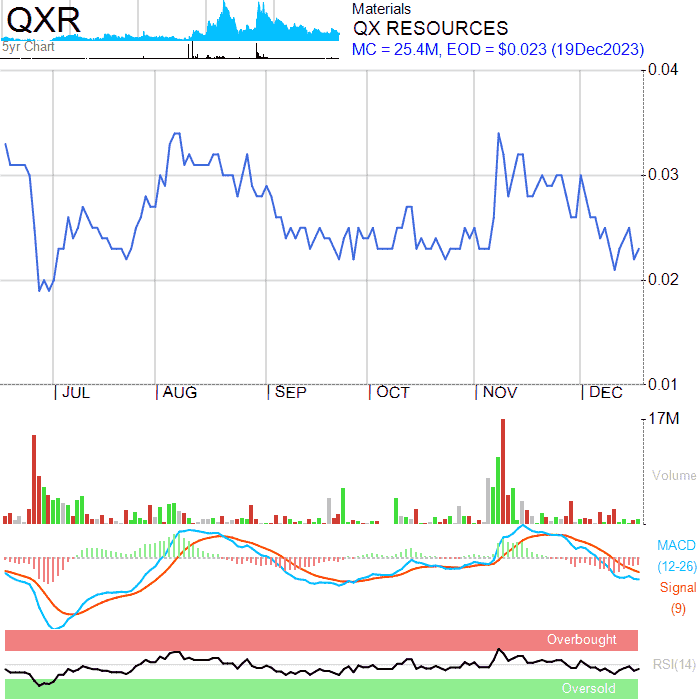 QXR
5yr Chart
Materials
QX RESOURCES
MC = 25.4M, EOD = $0.023 (19Dec2023)
0.04
0.03
0.02
0.01
JUL AUG SEP OCT NOV DEC
17M
Volume
MACD
(12-26)
Signal
(9)
Overbought
RSI(14)
Oversold